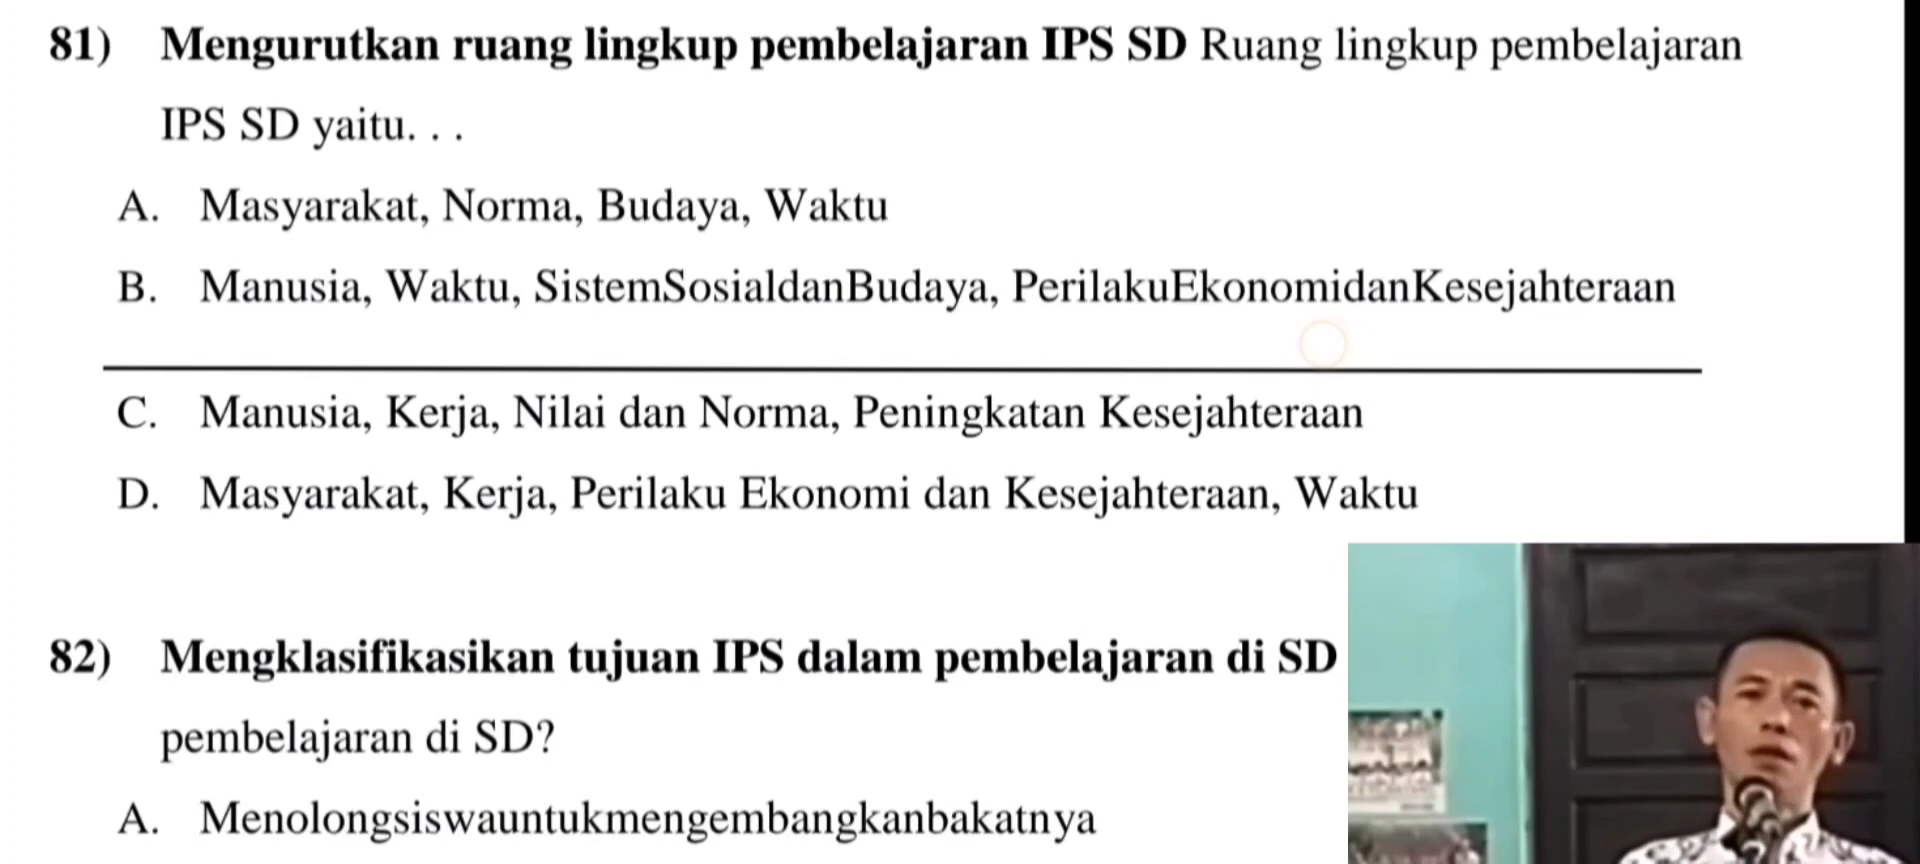 81) Mengurutkan ruang lingkup pembelajaran IPS SD Ruang lingkup pembelajaran
IPS SD yaitu. . .
A. Masyarakat, Norma, Budaya, Waktu
B. Manusia, Waktu, SistemSosialdanBudaya, PerilakuEkonomidanKesejahteraan
C. Manusia, Kerja, Nilai dan Norma, Peningkatan Kesejahteraan
D. Masyarakat, Kerja, Perilaku Ekonomi dan Kesejahteraan, Waktu
82) Mengklasifikasikan tujuan IPS dalam pembelajaran di SD
pembelajaran di SD?
A. Menolongsiswauntukmengembangkanbakatnya